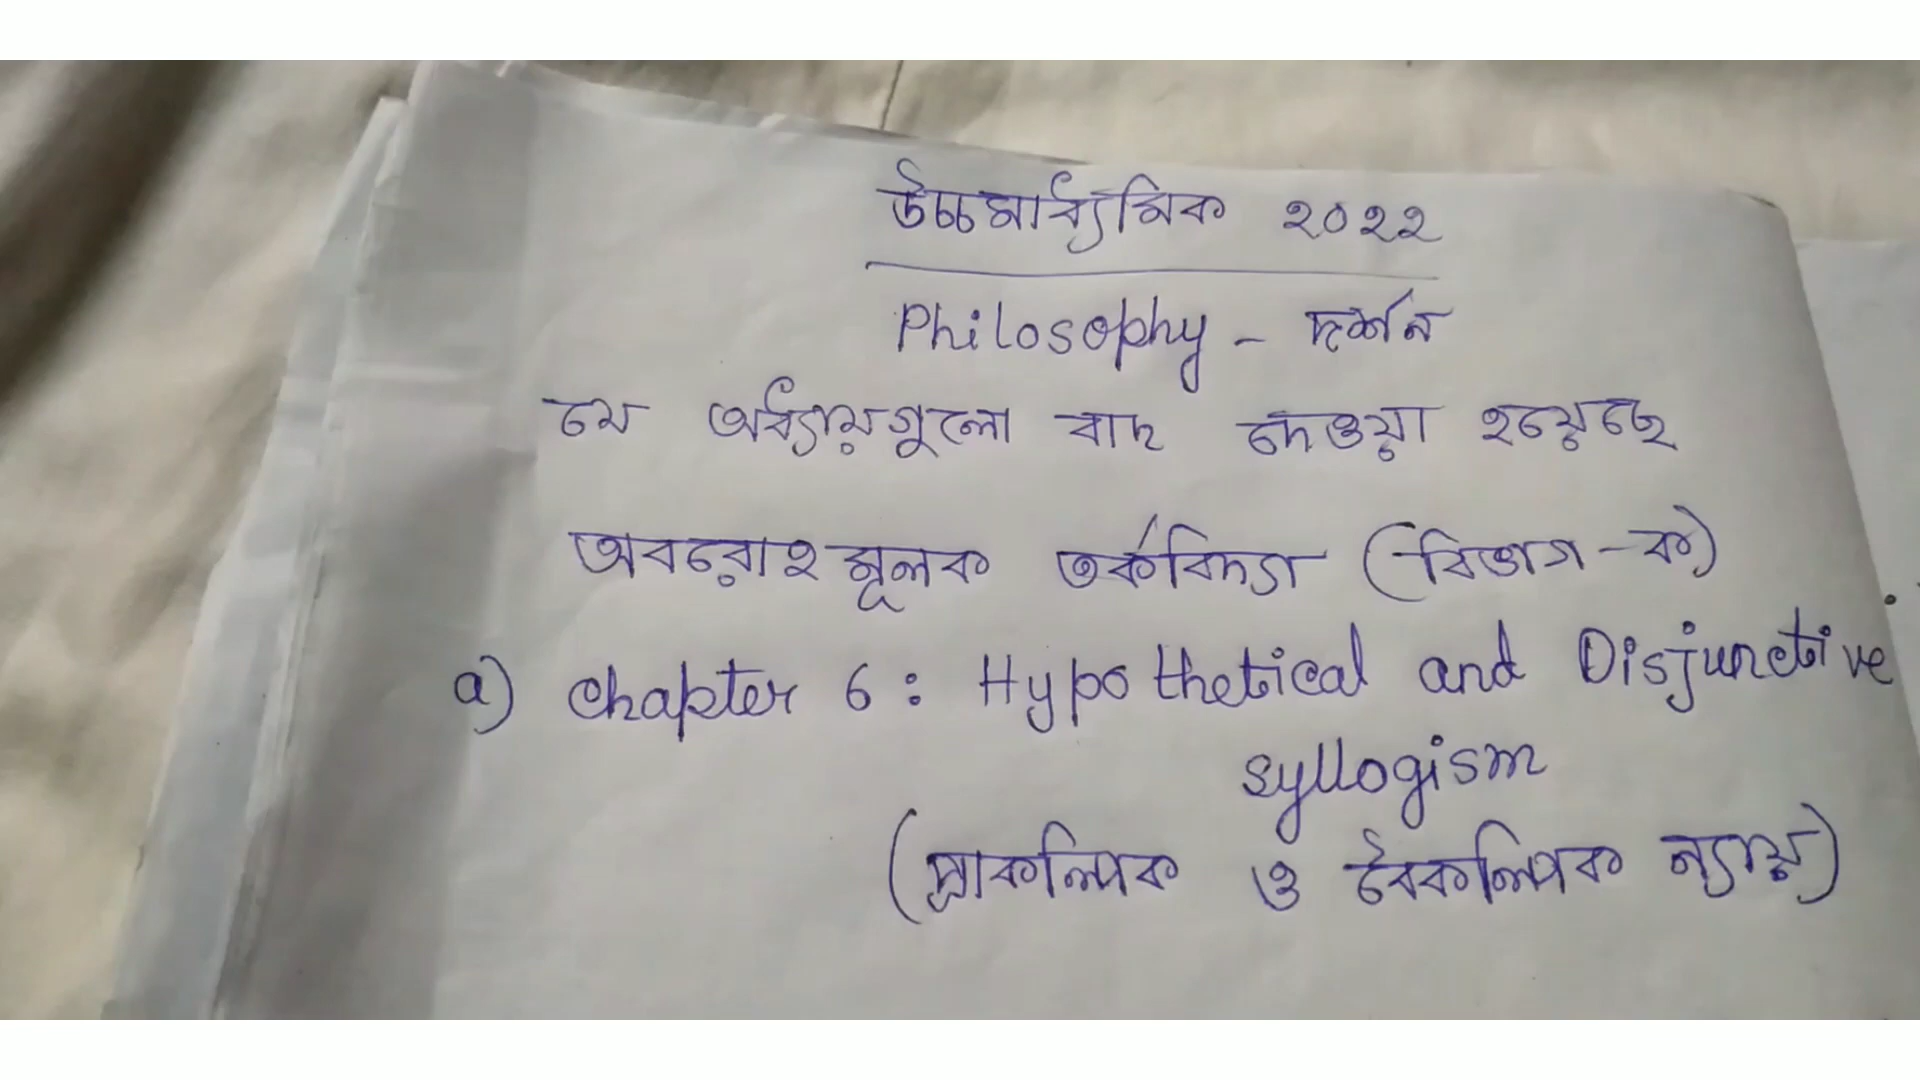 উচ্চমাধ্যমিক ২০২২
Philosophy - দর্শন
যে অধ্যায়গুলো বাদ দেওয়া হয়েছে
অবরোহমূলক তর্কবিদ্যা (বিভাগ-ক)
a) chapter 6: Hypothetical and Disjunctive
syllogism
(প্রাকল্পিক ও বৈকল্পিক ন্যায়)